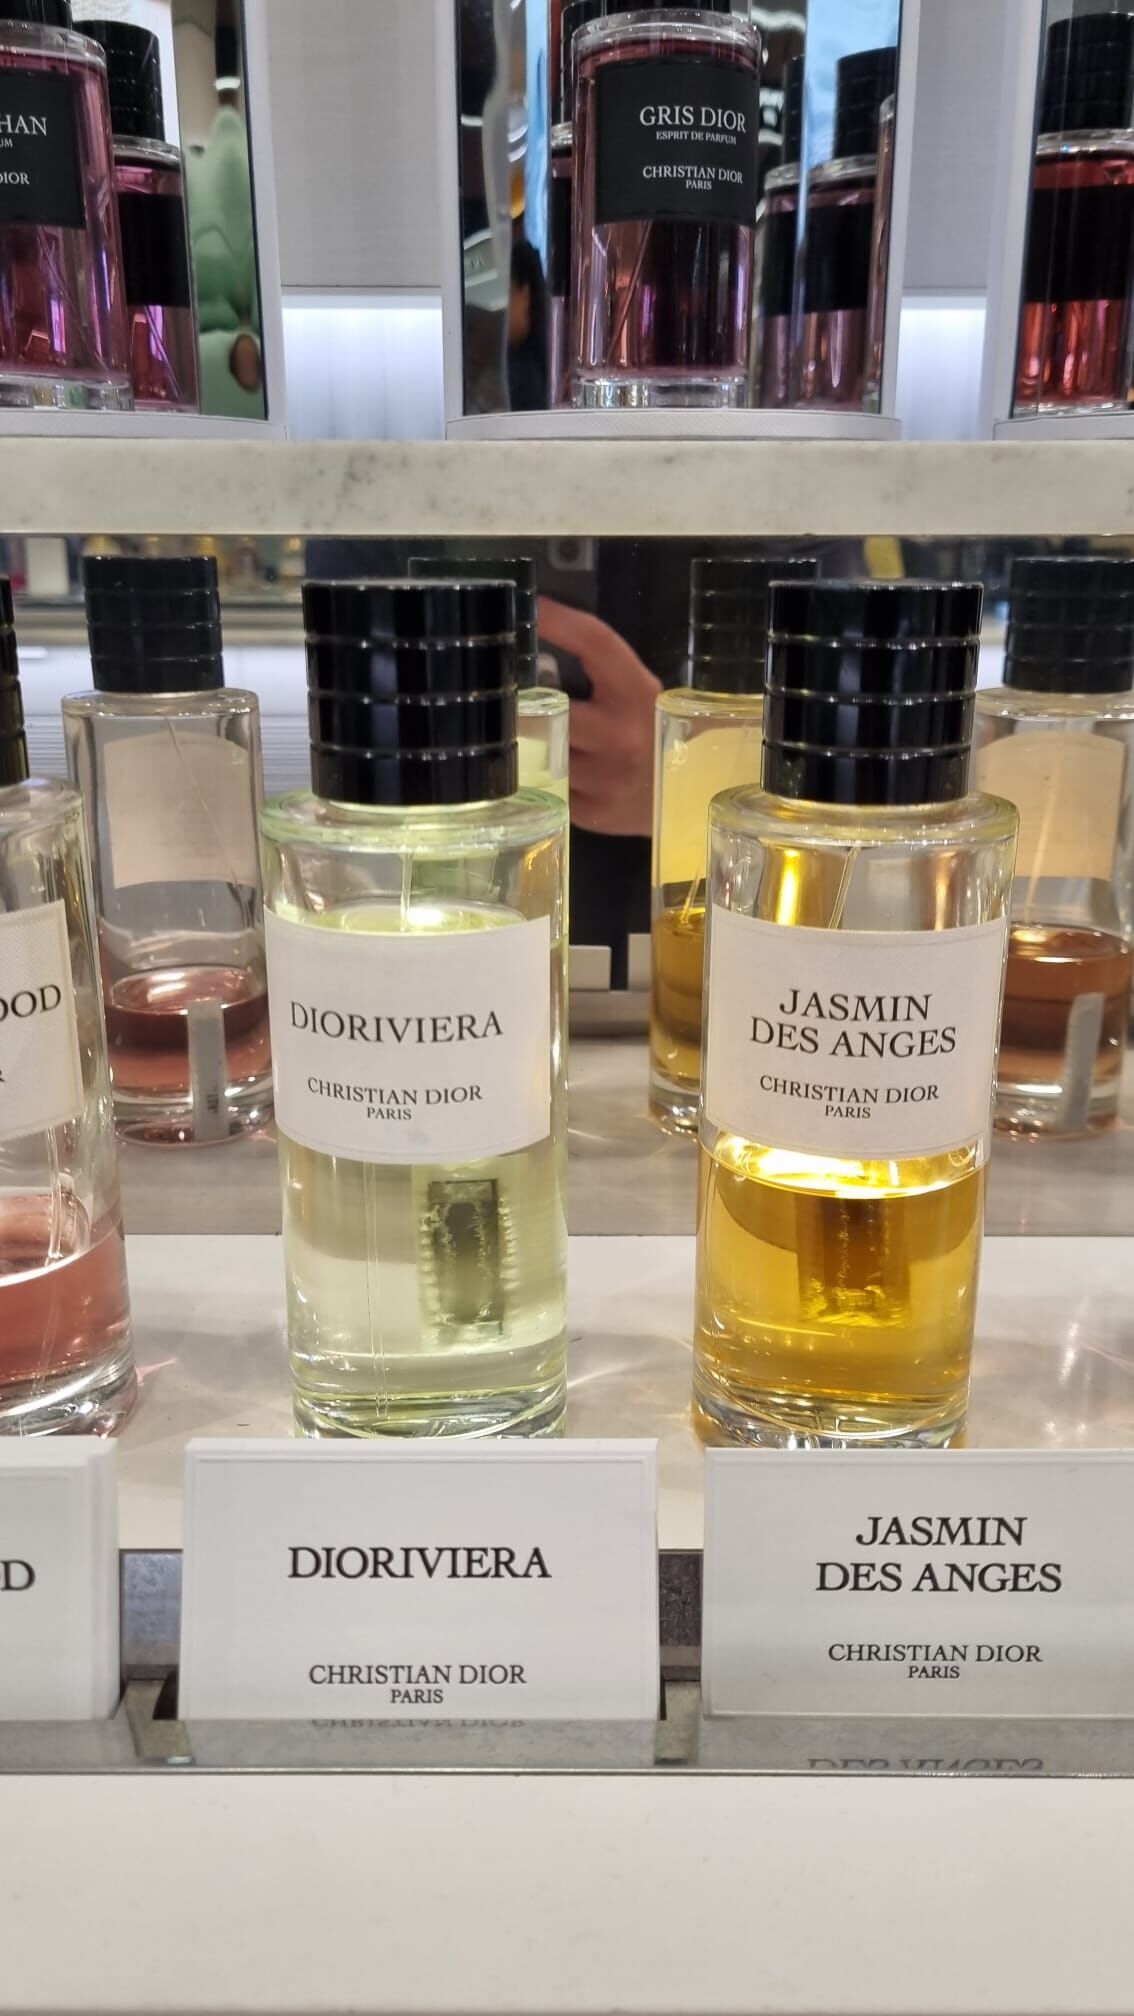 GRIS DIOR
ESPRIT DE PARFUM
CHRISTIAN DIOR
PARIS
DIOR
DIORIVIERA
CHRISTIAN DIOR
PARIS
JASMIN
DES ANGES
CHRISTIAN DIOR
PARIS
DIORIVIERA
CHRISTIAN DIOR
PARIS
JASMIN
DES ANGES
CHRISTIAN DIOR
PARIS